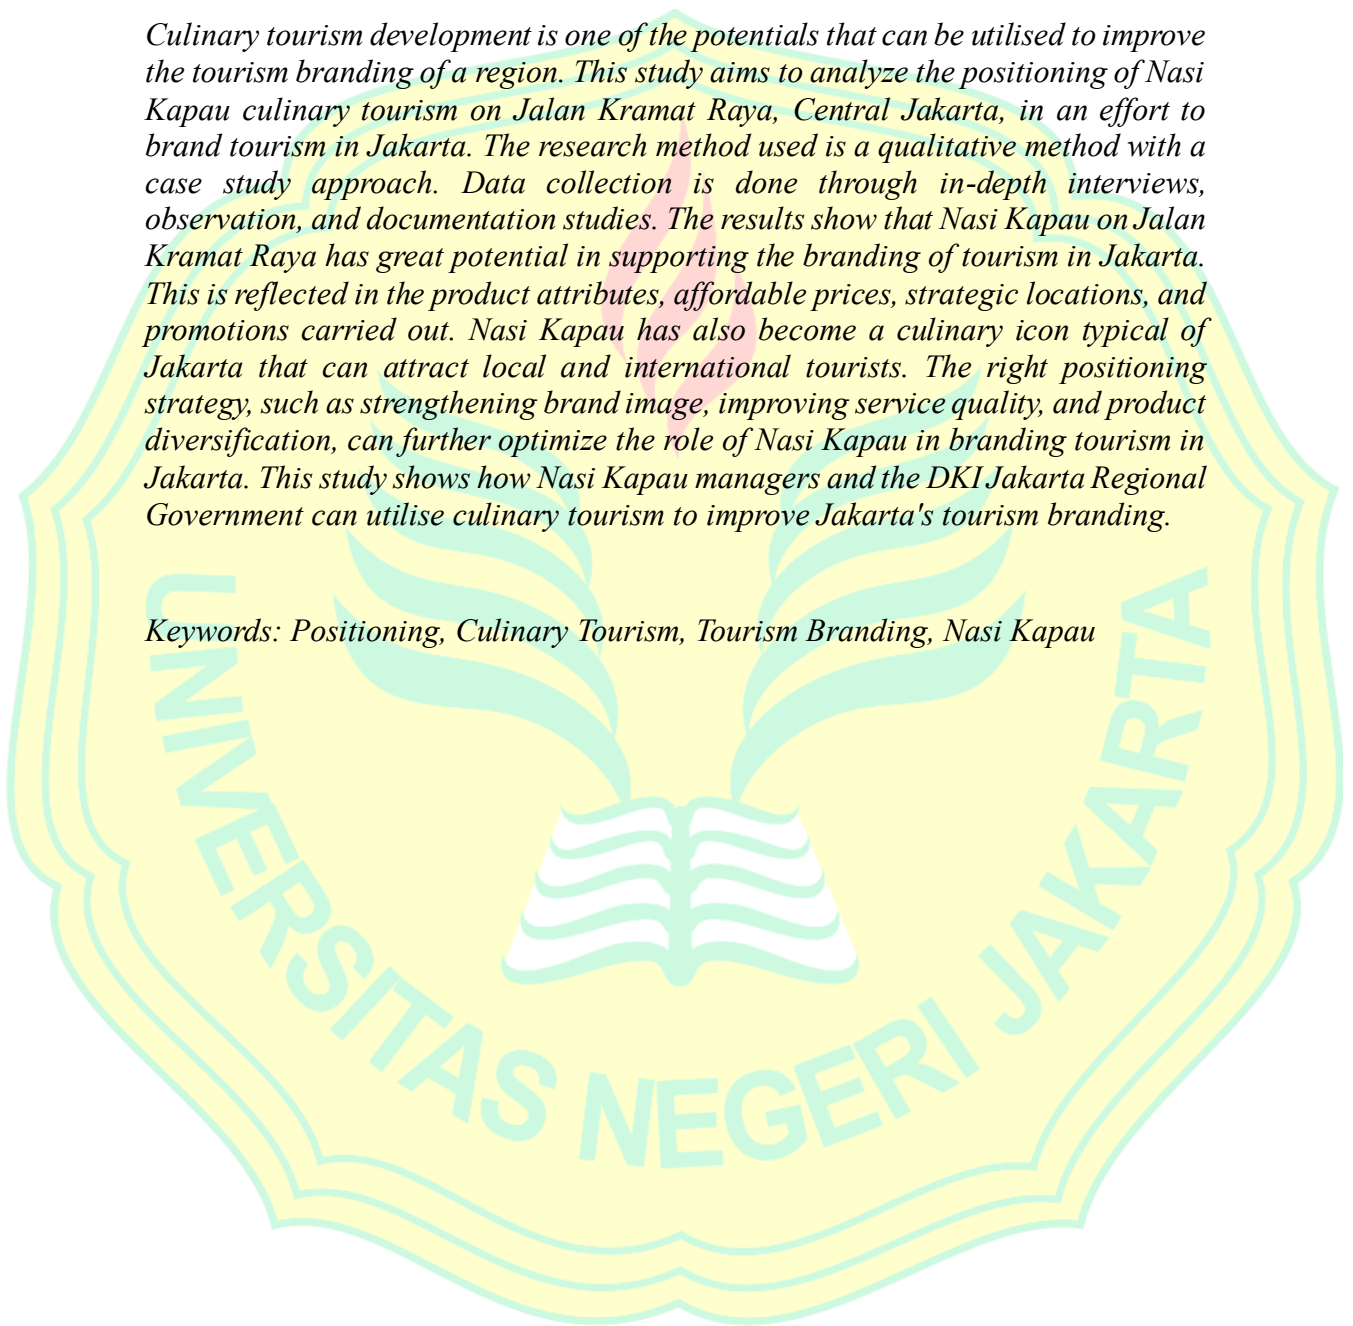 Culinary tourism development is one of the potentials that can be utilised to improve
the tourism branding of a region. This study aims to analyze the positioning of Nasi
Kapau culinary tourism on Jalan Kramat Raya, Central Jakarta, in an effort to
brand tourism in Jakarta. The research method used is a qualitative method with a
case study approach. Data collection is done through in-depth interviews,
observation, and documentation studies. The results show that Nasi Kapau on Jalan
Kramat Raya has great potential in supporting the branding of tourism in Jakarta.
This is reflected in the product attributes, affordable prices, strategic locations, and
promotions carried out. Nasi Kapau has also become a culinary icon typical of
Jakarta that can attract local and international tourists. The right positioning
strategy, such as strengthening brand image, improving service quality, and product
diversification, can further optimize the role of Nasi Kapau in branding tourism in
Jakarta. This study shows how Nasi Kapau managers and the DKI Jakarta Regional
Government can utilise culinary tourism to improve Jakarta's tourism branding.
Keywords: Positioning, Culinary Tourism, Tourism Branding, Nasi Kapau
UNIVERSITAS NEGERI JAKARTA